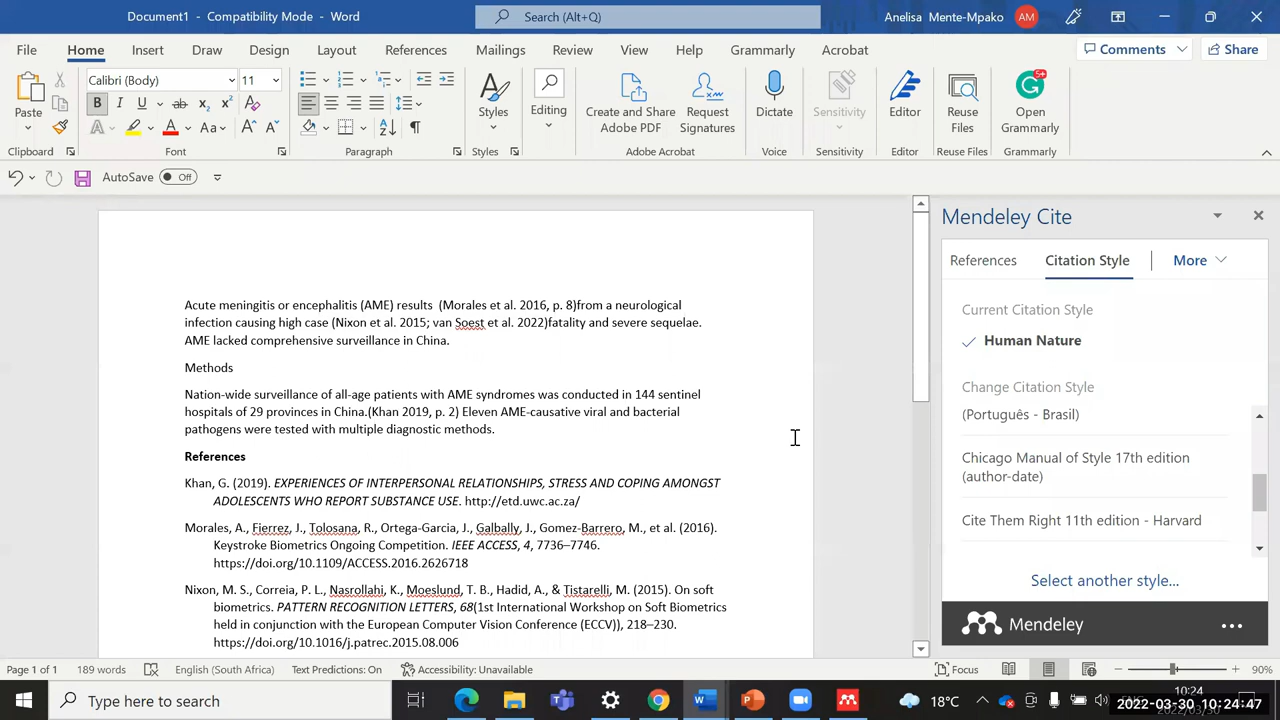 Document1 - Compatibility Mode - Word
Search (Alt+Q)
Anelisa Mente-Mpako AM
File Home Insert Draw Design Layout References Mailings Review View Help Grammarly Acrobat
Comments Share
Calibri (Body) 11
Paste
Styles
Editing
Create and Share Adobe PDF
Request Signatures
Dictate
Sensitivity
Editor
Reuse Files
Open Grammarly
Clipboard Font Paragraph Styles Adobe Acrobat Voice Sensitivity Editor Reuse Files Grammarly
AutoSave Off
Acute meningitis or encephalitis (AME) results (Morales et al. 2016, p. 8)from a neurological
infection causing high case (Nixon et al. 2015; van Soest et al. 2022)fatality and severe sequelae.
AME lacked comprehensive surveillance in China.
Methods
Nation-wide surveillance of all-age patients with AME syndromes was conducted in 144 sentinel
hospitals of 29 provinces in China.(Khan 2019, p. 2) Eleven AME-causative viral and bacterial
pathogens were tested with multiple diagnostic methods.
References
Khan, G. (2019). EXPERIENCES OF INTERPERSONAL RELATIONSHIPS, STRESS AND COPING AMONGST
ADOLESCENTS WHO REPORT SUBSTANCE USE. http://etd.uwc.ac.za/
Morales, A., Fierrez, J., Tolosana, R., Ortega-Garcia, J., Galbally, J., Gomez-Barrero, M., et al. (2016).
Keystroke Biometrics Ongoing Competition. IEEE ACCESS, 4, 7736–7746.
https://doi.org/10.1109/ACCESS.2016.2626718
Nixon, M. S., Correia, P. L., Nasrollahi, K., Moeslund, T. B., Hadid, A., & Tistarelli, M. (2015). On soft
biometrics. PATTERN RECOGNITION LETTERS, 68(1st International Workshop on Soft Biometrics
held in conjunction with the European Computer Vision Conference (ECCV)), 218–230.
https://doi.org/10.1016/j.patrec.2015.08.006
Mendeley Cite
References Citation Style More
Current Citation Style
Human Nature
Change Citation Style
(Português - Brasil)
Chicago Manual of Style 17th edition
(author-date)
Cite Them Right 11th edition - Harvard
Select another style...
Mendeley
Page 1 of 1 189 words English (South Africa) Text Predictions: On Accessibility: Unavailable Focus 90%
Type here to search
18°C
10:24
2022-03-30 10:24:47